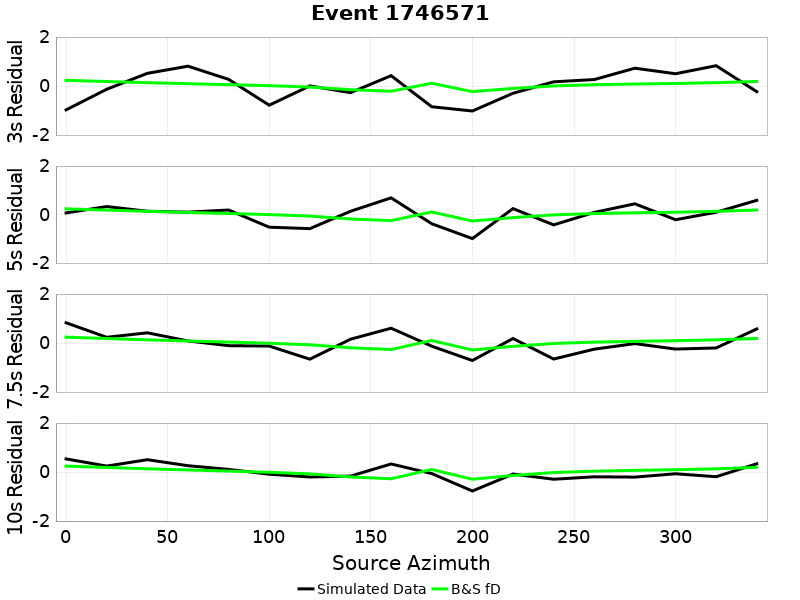 Event 1746571
3s Residual
2
0
-2
5s Residual
2
0
-2
7.5s Residual
2
0
-2
10s Residual
2
0
-2
0 50 100 150 200 250 300
Source Azimuth
Simulated Data B&S fD